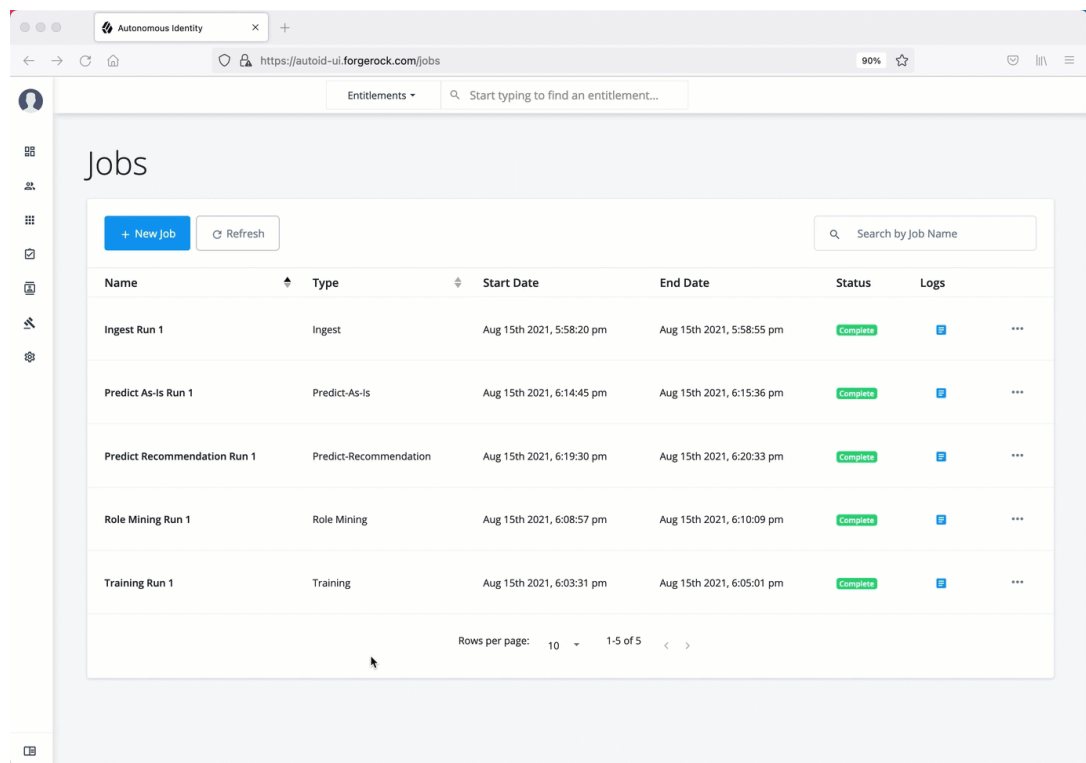 Autonomous Identity
https://autoid-ui.forgerock.com/jobs
90%
Entitlements
Start typing to find an entitlement...
Jobs
+ New Job
Refresh
Search by Job Name
Name Type Start Date End Date Status Logs
Ingest Run 1 Ingest Aug 15th 2021, 5:58:20 pm Aug 15th 2021, 5:58:55 pm Complete
Predict As-Is Run 1 Predict-As-Is Aug 15th 2021, 6:14:45 pm Aug 15th 2021, 6:15:36 pm Complete
Predict Recommendation Run 1 Predict-Recommendation Aug 15th 2021, 6:19:30 pm Aug 15th 2021, 6:20:33 pm Complete
Role Mining Run 1 Role Mining Aug 15th 2021, 6:08:57 pm Aug 15th 2021, 6:10:09 pm Complete
Training Run 1 Training Aug 15th 2021, 6:03:31 pm Aug 15th 2021, 6:05:01 pm Complete
Rows per page: 10 1-5 of 5